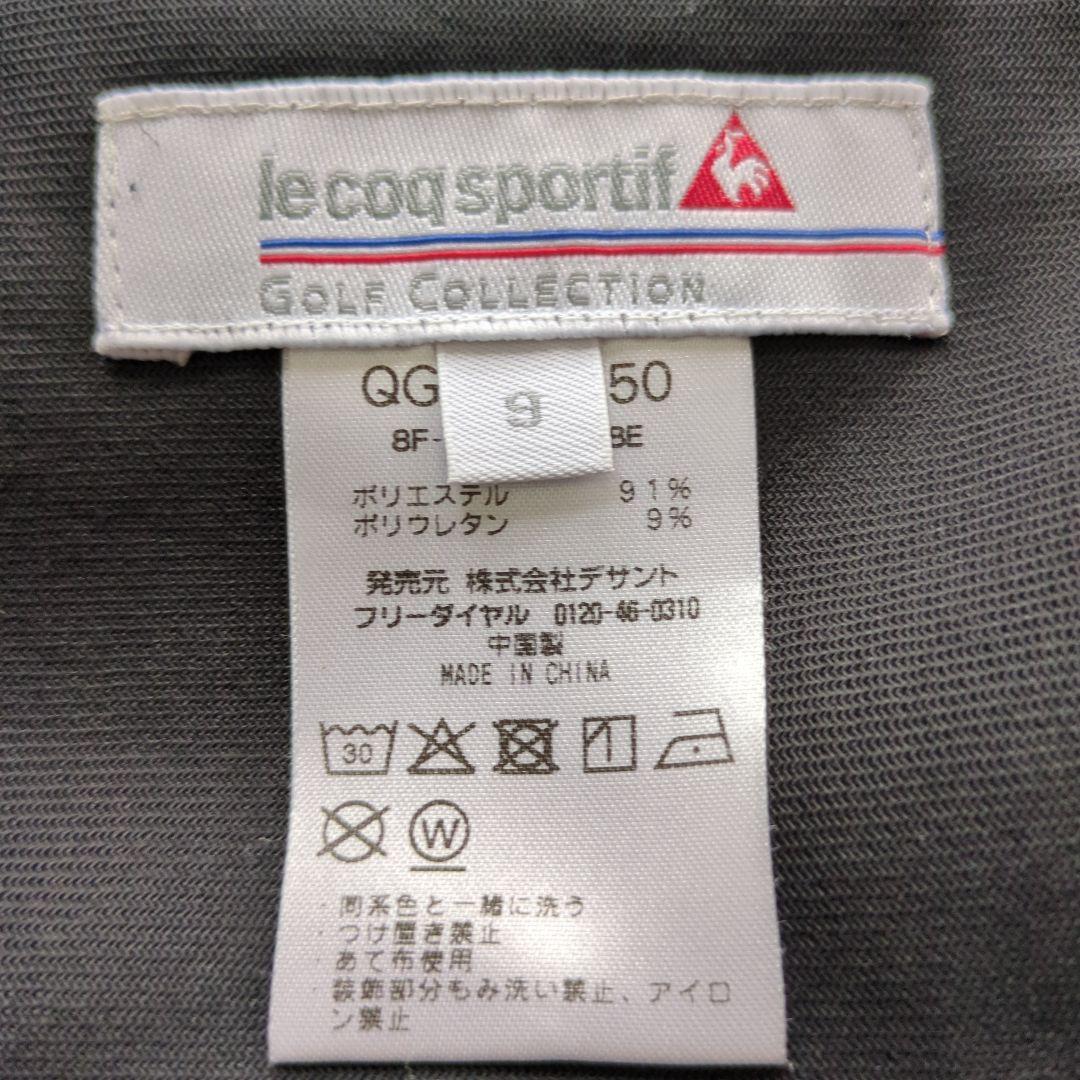 le coq sportif
GOLF COLLECTION
9
QG 50
8F- BE
ポリエステル 91%
ポリウレタン 9%
発売元 株式会社デサント
フリーダイヤル 0120-46-0310
中国製
MADE IN CHINA
30
W
・同系色と一緒に洗う
・つけ置き禁止
・あて布使用
・装飾部分もみ洗い禁止、アイロ
ン禁止